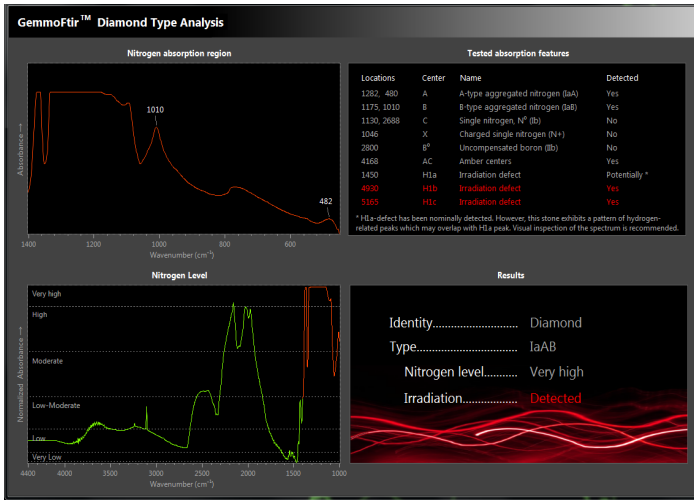 GemmoFtir™ Diamond Type Analysis
Nitrogen absorption region
1010
482
Absorbance →
1400 1200 1000 800 600
Wavenumber (cm⁻¹)
Tested absorption features
Locations Center Name Detected
1282, 480 A A-type aggregated nitrogen (IaA) Yes
1175, 1010 B B-type aggregated nitrogen (IaB) Yes
1130, 2688 C Single nitrogen, N⁰ (Ib) No
1046 X Charged single nitrogen (N+) No
2800 B⁰ Uncompensated boron (IIb) No
4168 AC Amber centers Yes
1450 H1a Irradiation defect Potentially *
4930 H1b Irradiation defect Yes
5165 H1c Irradiation defect Yes
* H1a-defect has been nominally detected. However, this stone exhibits a pattern of hydrogen-
related peaks which may overlap with H1a peak. Visual inspection of the spectrum is recommended.
Nitrogen Level
Very high
High
Moderate
Low-Moderate
Low
Very Low
Normalized Absorbance →
4400 4000 3500 3000 2500 2000 1500 1000
Wavenumber (cm⁻¹)
Results
Identity.................... Diamond
Type......................... IaAB
Nitrogen level........... Very high
Irradiation................ Detected